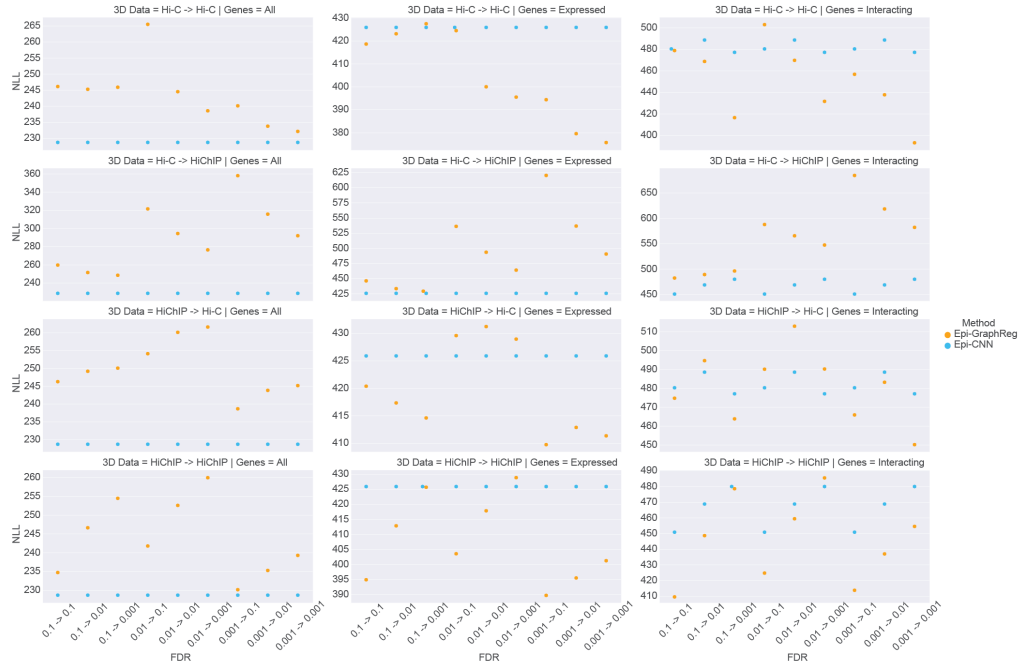 3D Data = Hi-C -> Hi-C | Genes = All
3D Data = Hi-C -> Hi-C | Genes = Expressed
3D Data = Hi-C -> Hi-C | Genes = Interacting
NLL
265
260
255
250
245
240
235
230
430
420
410
400
390
380
500
480
460
440
420
400
3D Data = Hi-C -> HiChIP | Genes = All
3D Data = Hi-C -> HiChIP | Genes = Expressed
3D Data = Hi-C -> HiChIP | Genes = Interacting
NLL
360
340
320
300
280
260
240
625
600
575
550
525
500
475
450
425
650
600
550
500
450
3D Data = HiChIP -> Hi-C | Genes = All
3D Data = HiChIP -> Hi-C | Genes = Expressed
3D Data = HiChIP -> Hi-C | Genes = Interacting
NLL
260
255
250
245
240
235
230
430
425
420
415
410
510
500
490
480
470
460
450
Method
Epi-GraphReg
Epi-CNN
3D Data = HiChIP -> HiChIP | Genes = All
3D Data = HiChIP -> HiChIP | Genes = Expressed
3D Data = HiChIP -> HiChIP | Genes = Interacting
NLL
260
255
250
245
240
235
230
430
425
420
415
410
405
400
395
390
490
480
470
460
450
440
430
420
410
0.1 -> 0.1
0.1 -> 0.01
0.1 -> 0.001
0.01 -> 0.1
0.01 -> 0.01
0.01 -> 0.001
0.001 -> 0.1
0.001 -> 0.01
0.001 -> 0.001
0.1 -> 0.1
0.1 -> 0.01
0.1 -> 0.001
0.01 -> 0.1
0.01 -> 0.01
0.01 -> 0.001
0.001 -> 0.1
0.001 -> 0.01
0.001 -> 0.001
0.1 -> 0.1
0.1 -> 0.01
0.1 -> 0.001
0.01 -> 0.1
0.01 -> 0.01
0.01 -> 0.001
0.001 -> 0.1
0.001 -> 0.01
0.001 -> 0.001
FDR
FDR
FDR